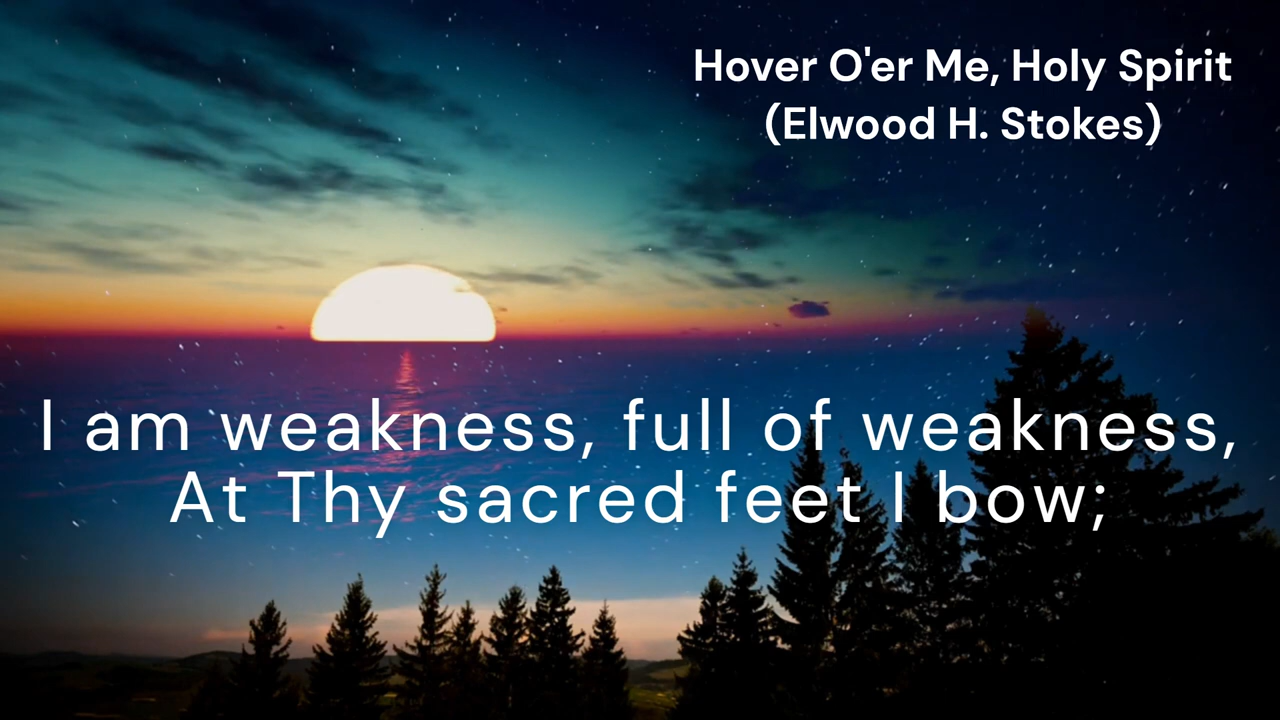 Hover O'er Me, Holy Spirit
(Elwood H. Stokes)
I am weakness, full of weakness,
At Thy sacred feet I bow;